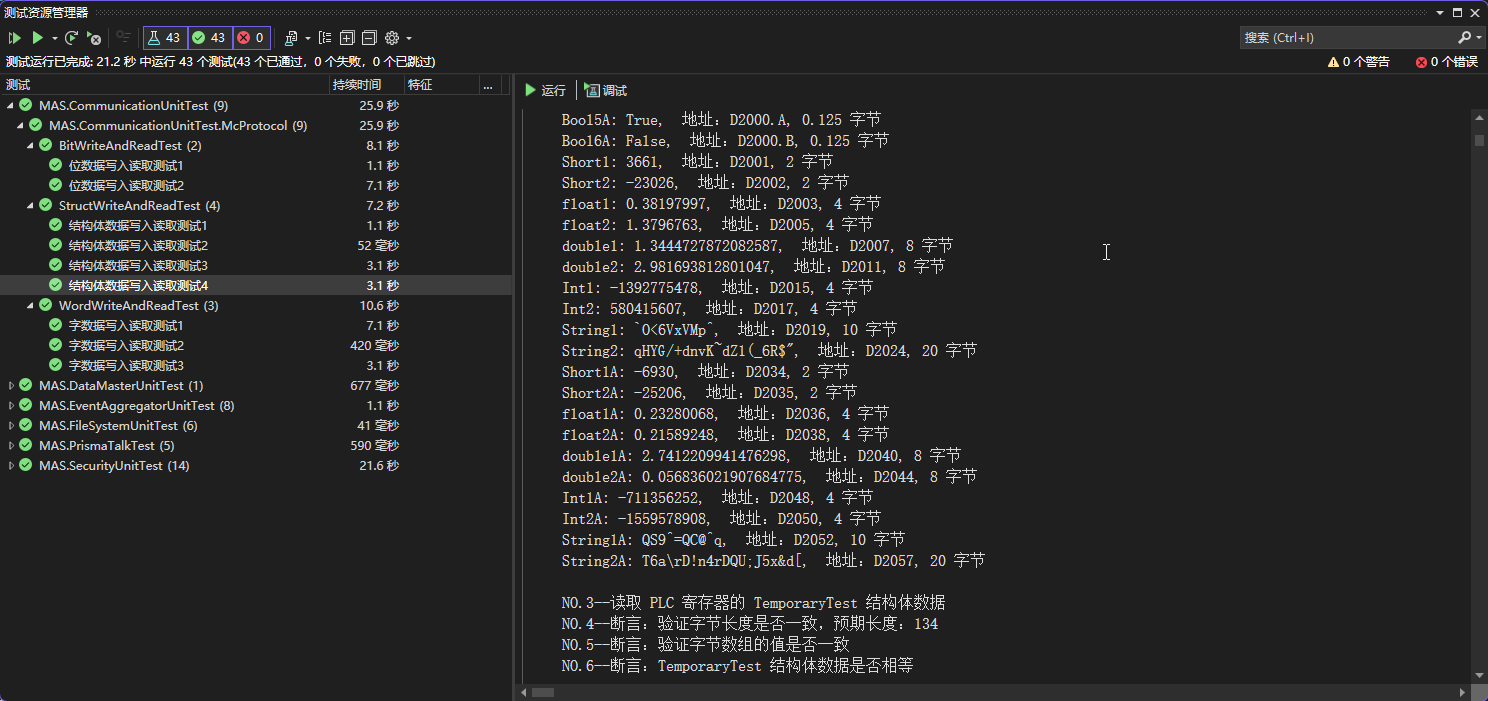 测试资源管理器
43 43 0
搜索 (Ctrl+I)
测试运行已完成: 21.2 秒 中运行 43 个测试(43 个已通过，0 个失败，0 个已跳过)
0 个警告 0 个错误
测试 持续时间 特征 ...
MAS.CommunicationUnitTest (9) 25.9 秒
MAS.CommunicationUnitTest.McProtocol (9) 25.9 秒
BitWriteAndReadTest (2) 8.1 秒
位数据写入读取测试1 1.1 秒
位数据写入读取测试2 7.1 秒
StructWriteAndReadTest (4) 7.2 秒
结构体数据写入读取测试1 1.1 秒
结构体数据写入读取测试2 52 毫秒
结构体数据写入读取测试3 3.1 秒
结构体数据写入读取测试4 3.1 秒
WordWriteAndReadTest (3) 10.6 秒
字数据写入读取测试1 7.1 秒
字数据写入读取测试2 420 毫秒
字数据写入读取测试3 3.1 秒
MAS.DataMasterUnitTest (1) 677 毫秒
MAS.EventAggregatorUnitTest (8) 1.1 秒
MAS.FileSystemUnitTest (6) 41 毫秒
MAS.PrismaTalkTest (5) 590 毫秒
MAS.SecurityUnitTest (14) 21.6 秒
运行 调试
Bool5A: True, 地址：D2000.A, 0.125 字节
Bool6A: False, 地址：D2000.B, 0.125 字节
Short1: 3661, 地址：D2001, 2 字节
Short2: -23026, 地址：D2002, 2 字节
float1: 0.38197997, 地址：D2003, 4 字节
float2: 1.3796763, 地址：D2005, 4 字节
double1: 1.3444727872082587, 地址：D2007, 8 字节
double2: 2.981693812801047, 地址：D2011, 8 字节
Int1: -1392775478, 地址：D2015, 4 字节
Int2: 580415607, 地址：D2017, 4 字节
String1: `O<6VxVMp^, 地址：D2019, 10 字节
String2: qHYG/+dnvK~dZ1(_6R$", 地址：D2024, 20 字节
Short1A: -6930, 地址：D2034, 2 字节
Short2A: -25206, 地址：D2035, 2 字节
float1A: 0.23280068, 地址：D2036, 4 字节
float2A: 0.21589248, 地址：D2038, 4 字节
double1A: 2.7412209941476298, 地址：D2040, 8 字节
double2A: 0.056836021907684775, 地址：D2044, 8 字节
Int1A: -711356252, 地址：D2048, 4 字节
Int2A: -1559578908, 地址：D2050, 4 字节
String1A: QS9^=QC@^q, 地址：D2052, 10 字节
String2A: T6a\rD!n4rDQU;J5x&d[, 地址：D2057, 20 字节
NO.3--读取 PLC 寄存器的 TemporaryTest 结构体数据
NO.4--断言：验证字节长度是否一致，预期长度：134
NO.5--断言：验证字节数组的值是否一致
NO.6--断言：TemporaryTest 结构体数据是否相等